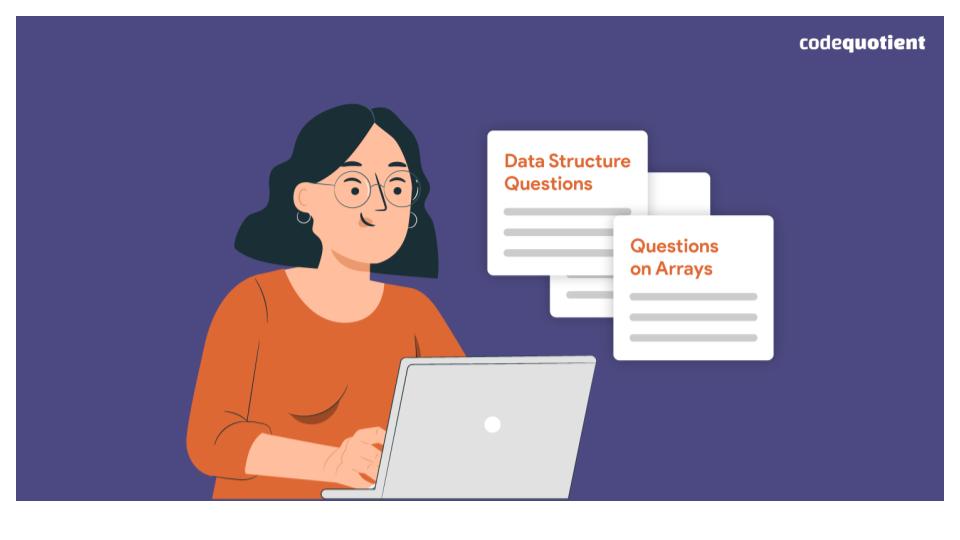 codequotient
Data Structure
Questions
Questions
on Arrays